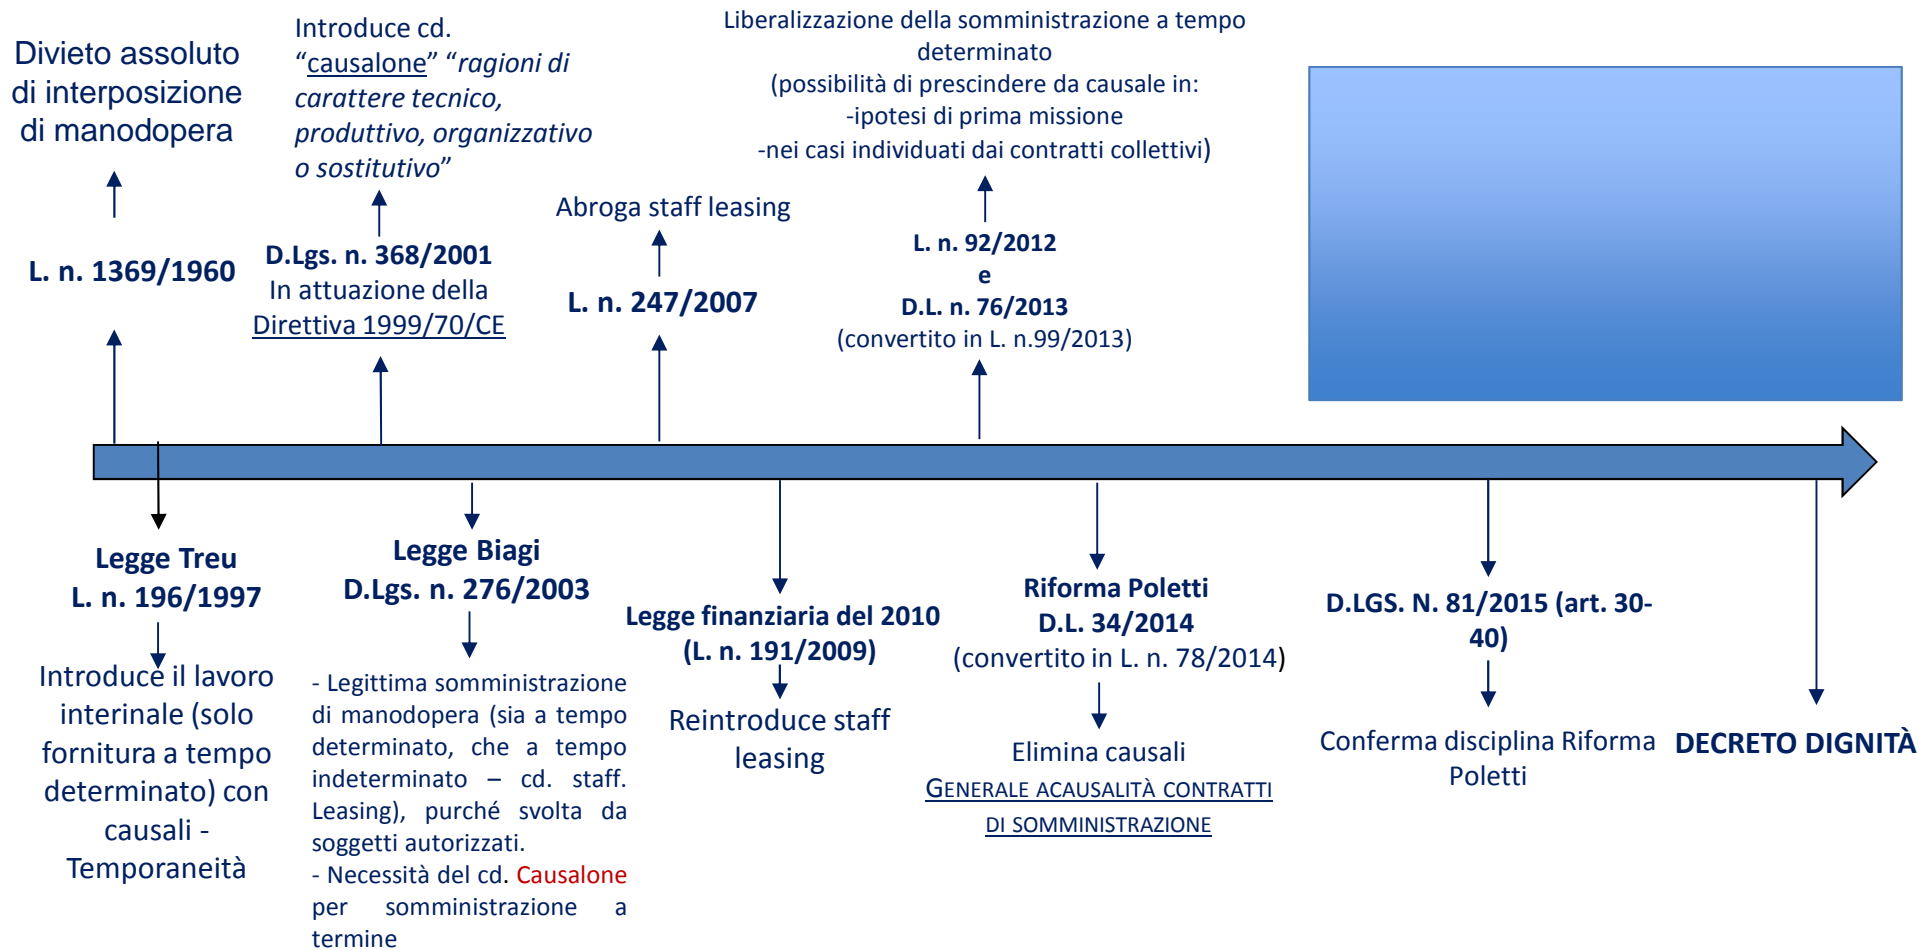 Divieto assoluto
di interposizione
di manodopera
L. n. 1369/1960
Introduce cd.
“causalone” “ragioni di
carattere tecnico,
produttivo, organizzativo
o sostitutivo”
D.Lgs. n. 368/2001
In attuazione della
Direttiva 1999/70/CE
Abroga staff leasing
L. n. 247/2007
Liberalizzazione della somministrazione a tempo
determinato
(possibilità di prescindere da causale in:
-ipotesi di prima missione
-nei casi individuati dai contratti collettivi)
L. n. 92/2012
e
D.L. n. 76/2013
(convertito in L. n.99/2013)
Legge Treu
L. n. 196/1997
Introduce il lavoro
interinale (solo
fornitura a tempo
determinato) con
causali -
Temporaneità
Legge Biagi
D.Lgs. n. 276/2003
- Legittima somministrazione
di manodopera (sia a tempo
determinato, che a tempo
indeterminato – cd. staff.
Leasing), purché svolta da
soggetti autorizzati.
- Necessità del cd. Causalone
per somministrazione a
termine
Legge finanziaria del 2010
(L. n. 191/2009)
Reintroduce staff
leasing
Riforma Poletti
D.L. 34/2014
(convertito in L. n. 78/2014)
Elimina causali
GENERALE ACAUSALITÀ CONTRATTI
DI SOMMINISTRAZIONE
D.LGS. N. 81/2015 (art. 30-
40)
Conferma disciplina Riforma
Poletti
DECRETO DIGNITÀ